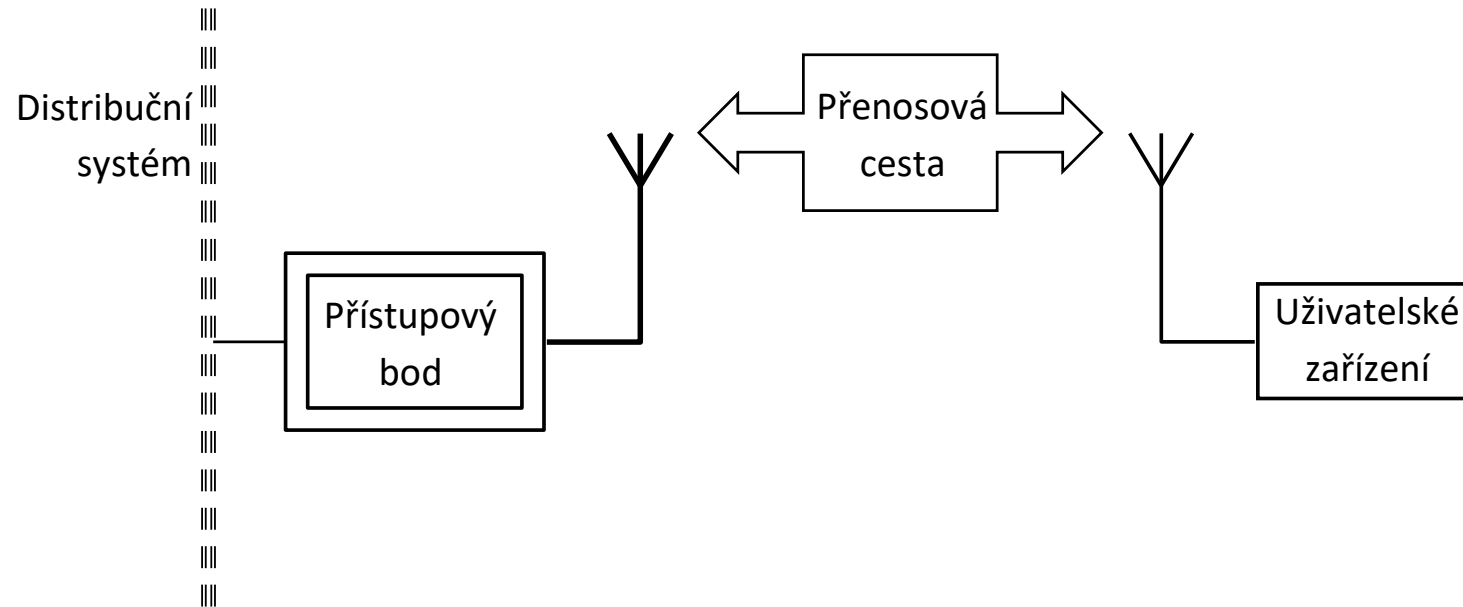 Distribuční
systém
Přenosová
cesta
Přístupový
bod
Uživatelské
zařízení